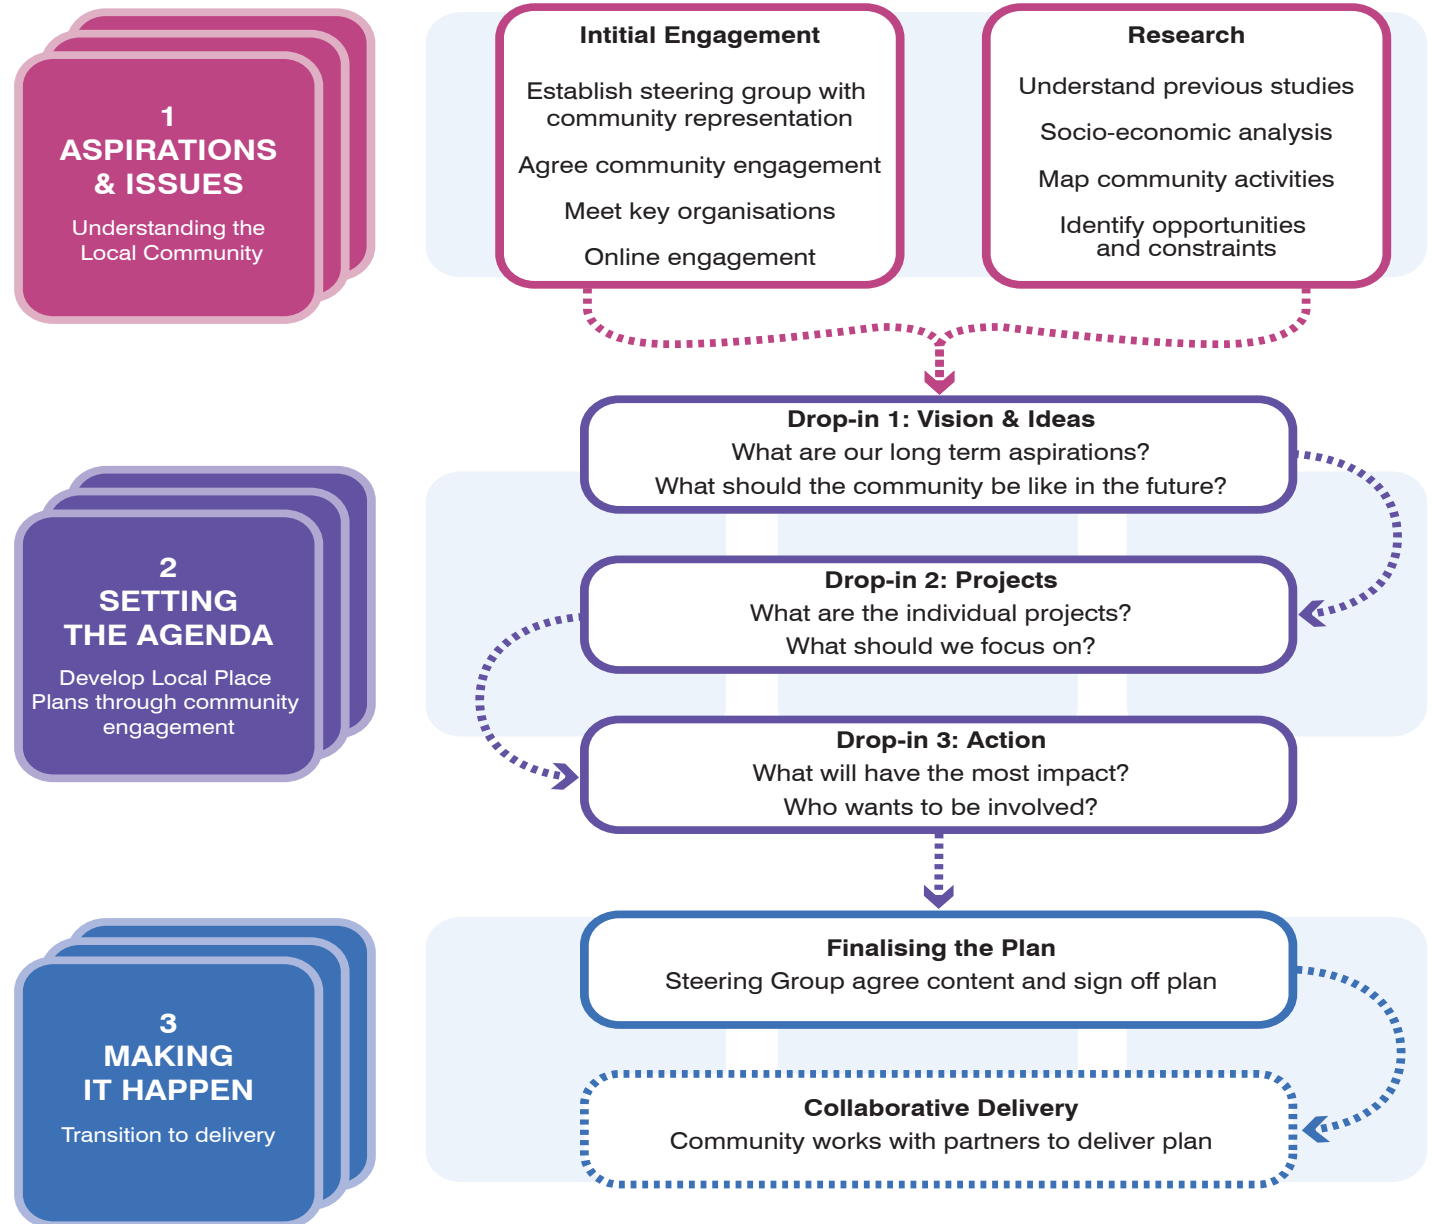 1
ASPIRATIONS
& ISSUES
Understanding the
Local Community
Intitial Engagement
Establish steering group with
community representation
Agree community engagement
Meet key organisations
Online engagement
Research
Understand previous studies
Socio-economic analysis
Map community activities
Identify opportunities
and constraints
2
SETTING
THE AGENDA
Develop Local Place
Plans through community
engagement
Drop-in 1: Vision & Ideas
What are our long term aspirations?
What should the community be like in the future?
Drop-in 2: Projects
What are the individual projects?
What should we focus on?
Drop-in 3: Action
What will have the most impact?
Who wants to be involved?
3
MAKING
IT HAPPEN
Transition to delivery
Finalising the Plan
Steering Group agree content and sign off plan
Collaborative Delivery
Community works with partners to deliver plan